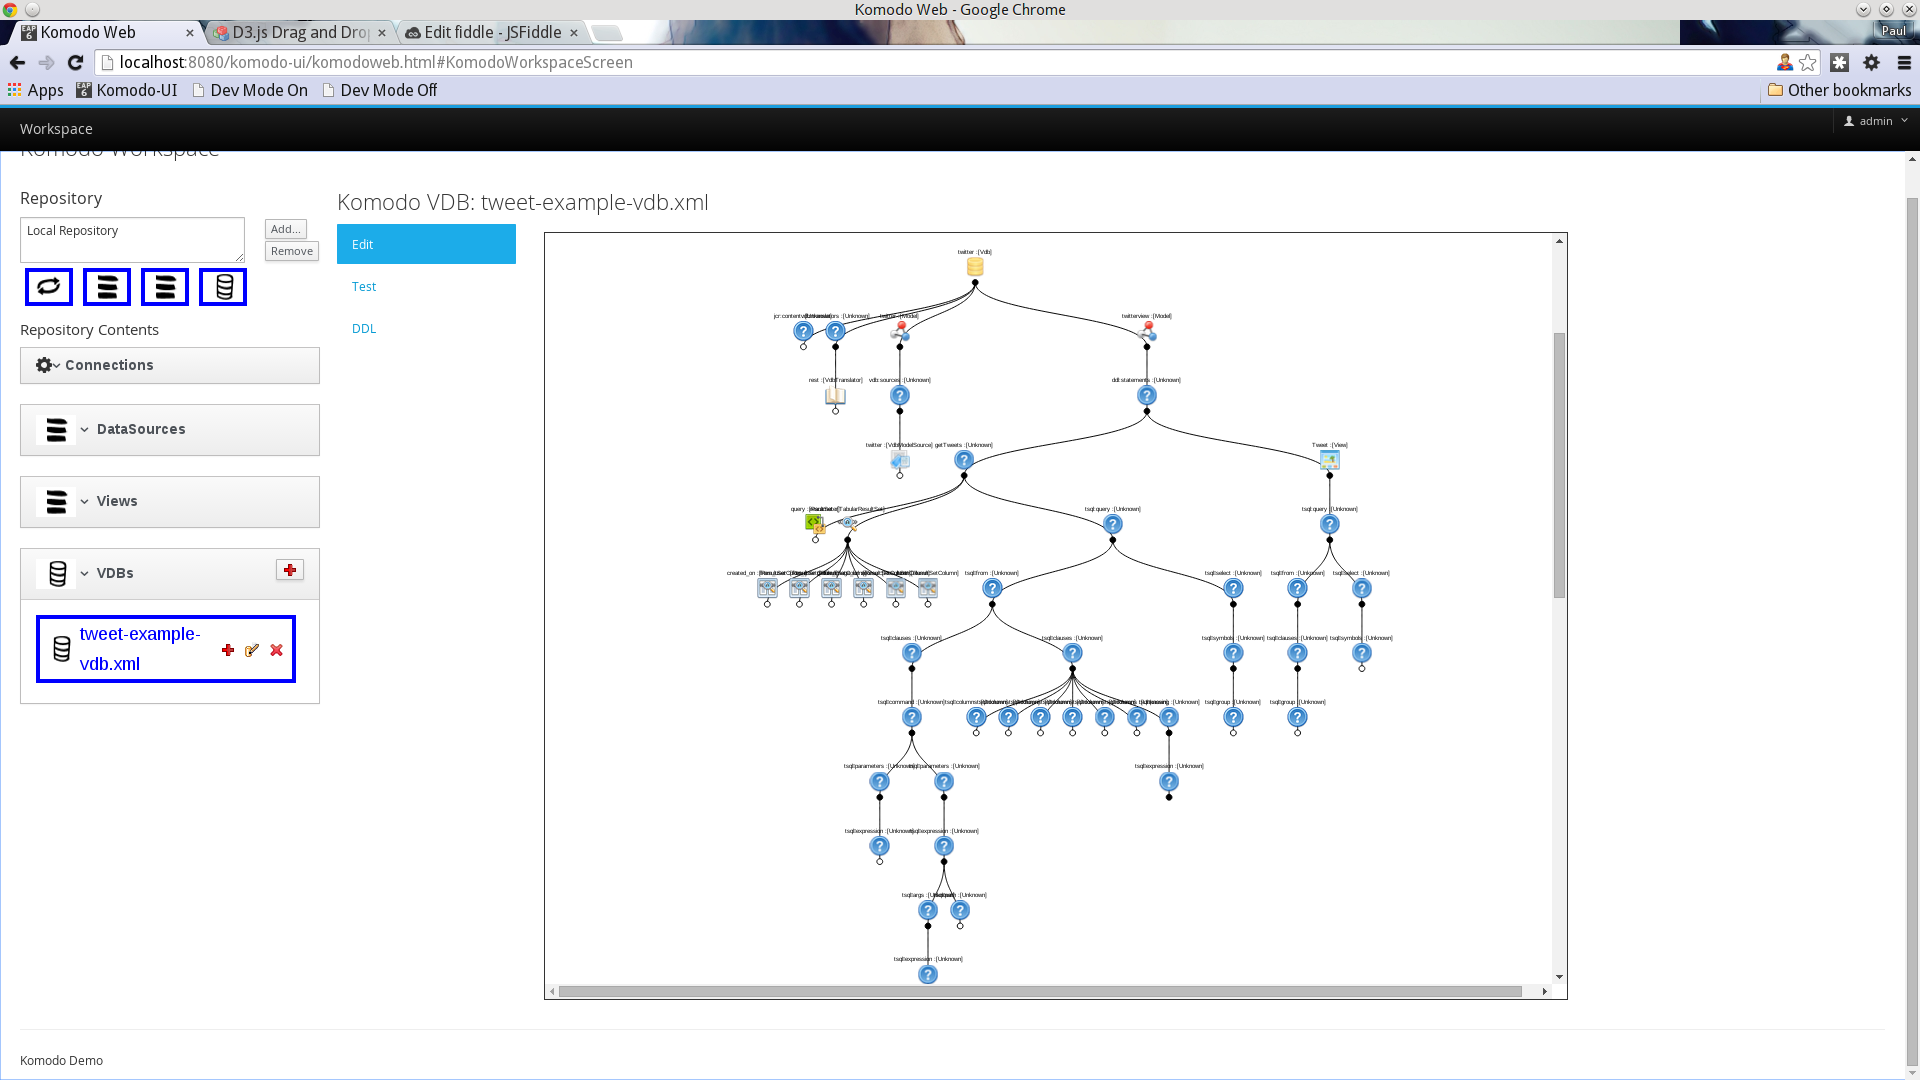 Komodo Web - Google Chrome
Komodo Web
D3.js Drag and Dro
Edit fiddle - JSFiddle
Paul
localhost:8080/komodo-ui/komodoweb.html#KomodoWorkspaceScreen
Apps
Komodo-UI
Dev Mode On
Dev Mode Off
Other bookmarks
Workspace
admin
Komodo Workspace
Repository
Local Repository
Add...
Remove
Repository Contents
Connections
DataSources
Views
VDBs
tweet-example-
vdb.xml
Komodo VDB: tweet-example-vdb.xml
Edit
Test
DDL
twitter :[Vdb]
twitterview :[Model]
rest :[VdbTranslator]
vdb:sources :[Unknown]
ddl:statements :[Unknown]
twitter :[VdbModelSource]
getTweets :[Unknown]
Tweet :[View]
tsql:query :[Unknown]
tsql:query :[Unknown]
tsql:from :[Unknown]
tsql:select :[Unknown]
tsql:from :[Unknown]
tsql:select :[Unknown]
tsql:clauses :[Unknown]
tsql:clauses :[Unknown]
tsql:symbols :[Unknown]
tsql:clauses :[Unknown]
tsql:symbols :[Unknown]
tsql:command :[Unknown]
tsql:group :[Unknown]
tsql:group :[Unknown]
tsql:parameters :[Unknown]
tsql:parameters :[Unknown]
tsql:expression :[Unknown]
tsql:expression :[Unknown]
tsql:expression :[Unknown]
tsql:expression :[Unknown]
Komodo Demo